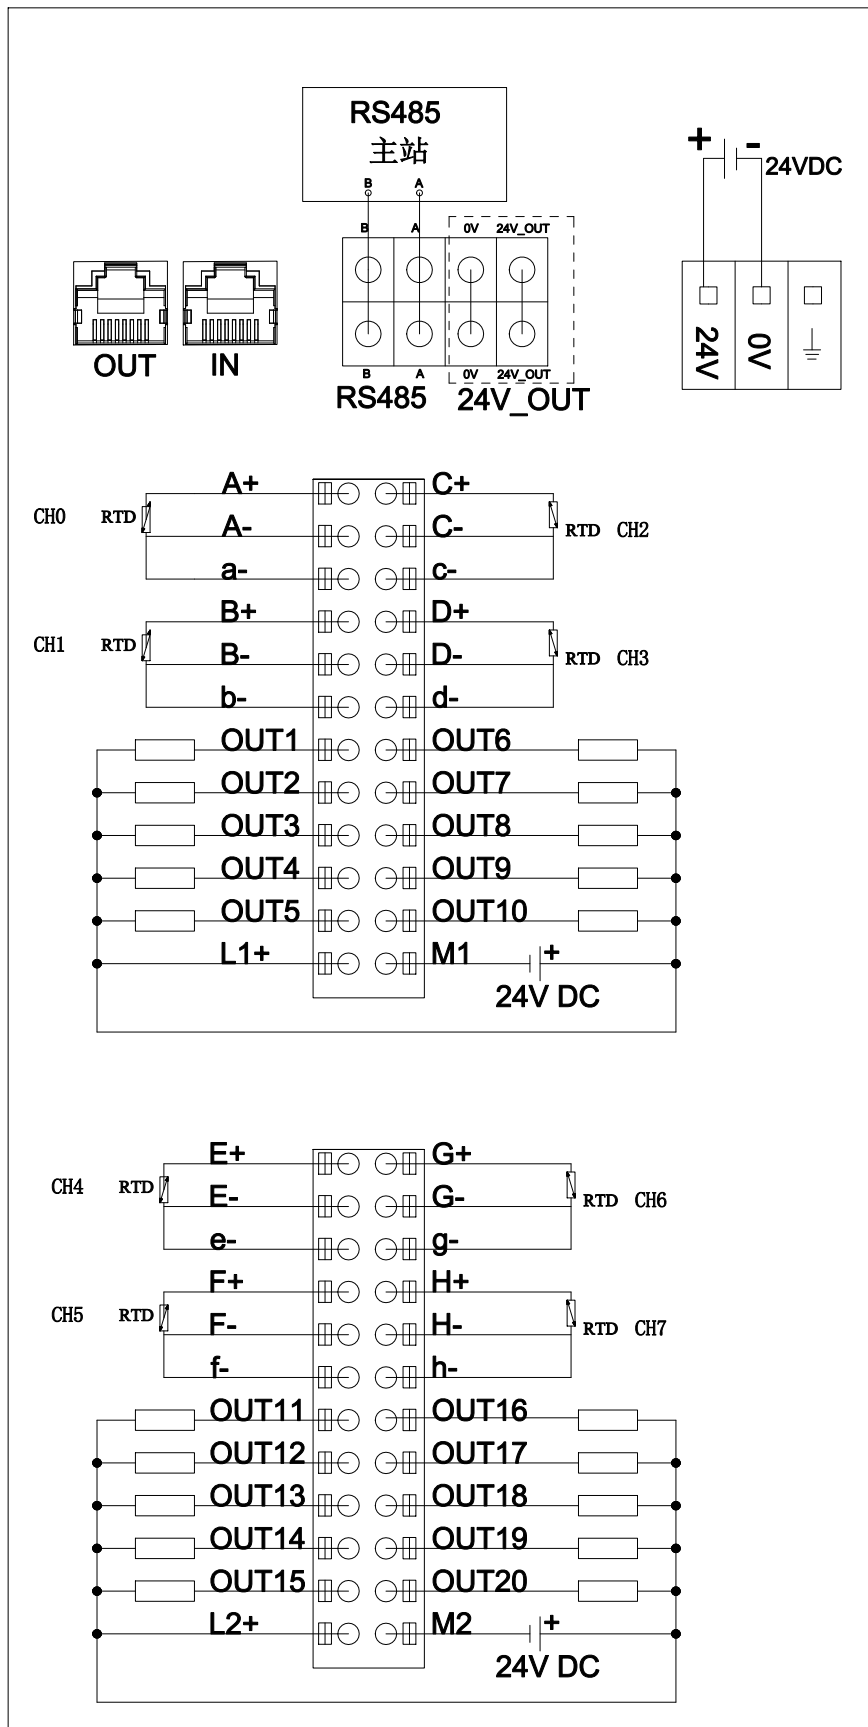 RS485
主站
B A
B A 0V 24V_OUT
B A 0V 24V_OUT
RS485 24V_OUT
OUT IN
+ -
24VDC
24V 0V
A+ C+
CH0 RTD
A- C-
RTD CH2
a- c-
B+ D+
CH1 RTD
B- D-
RTD CH3
b- d-
OUT1 OUT6
OUT2 OUT7
OUT3 OUT8
OUT4 OUT9
OUT5 OUT10
L1+ M1 +
24V DC
E+ G+
CH4 RTD
E- G-
RTD CH6
e- g-
F+ H+
CH5 RTD
F- H-
RTD CH7
f- h-
OUT11 OUT16
OUT12 OUT17
OUT13 OUT18
OUT14 OUT19
OUT15 OUT20
L2+ M2 +
24V DC